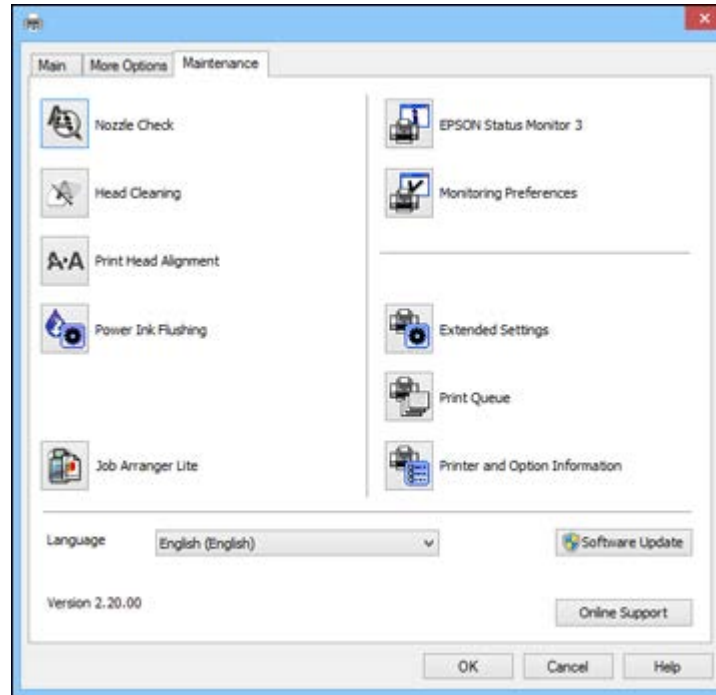 Main More Options Maintenance
Nozzle Check
Head Cleaning
A·A Print Head Alignment
Power Ink Flushing
Job Arranger Lite
EPSON Status Monitor 3
Monitoring Preferences
Extended Settings
Print Queue
Printer and Option Information
Language English (English)
Software Update
Version 2.20.00
Online Support
OK Cancel Help